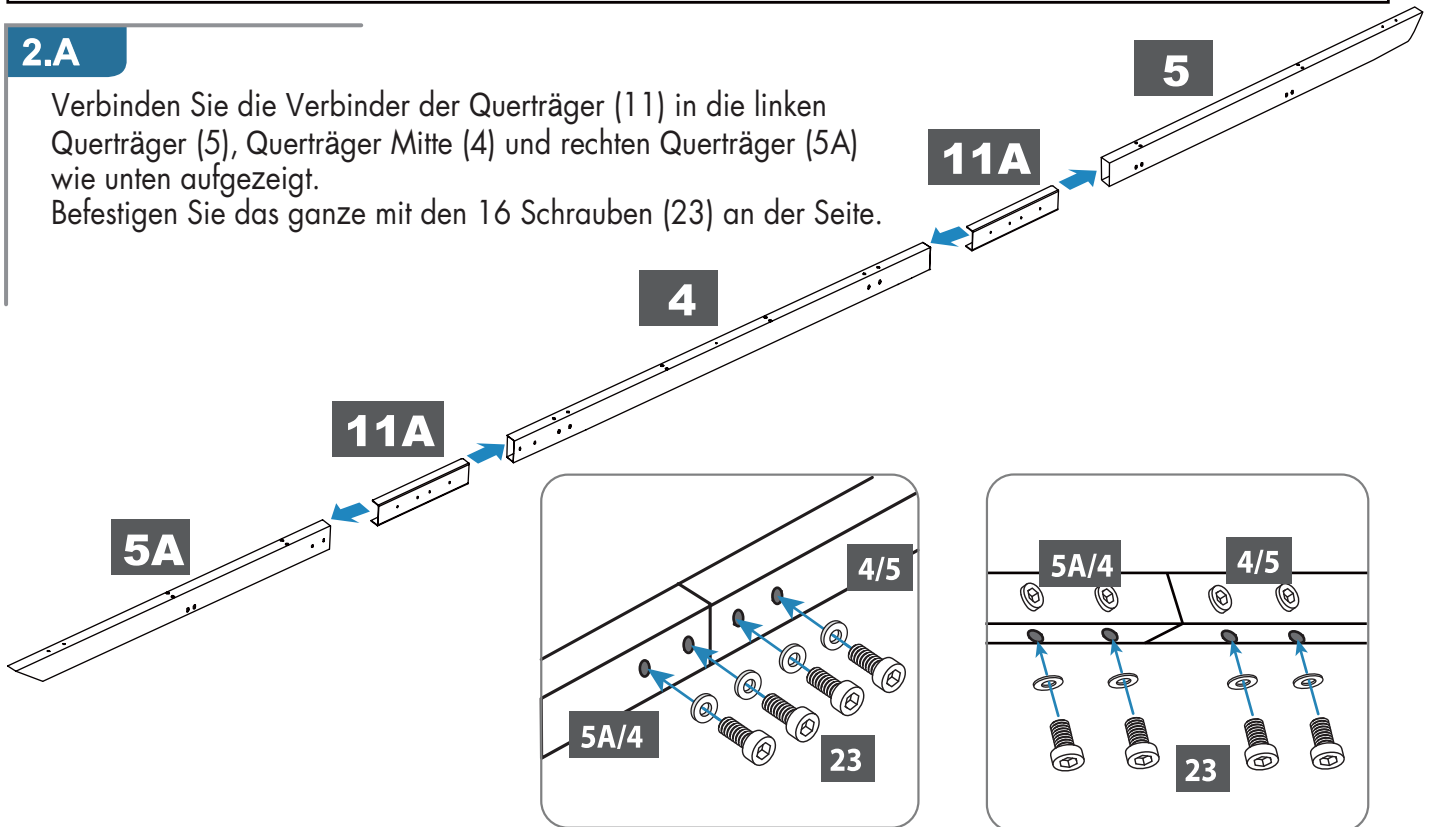 2.A
Verbinden Sie die Verbinder der Querträger (11) in die linken
Querträger (5), Querträger Mitte (4) und rechten Querträger (5A)
wie unten aufgezeigt.
Befestigen Sie das ganze mit den 16 Schrauben (23) an der Seite.
5
11A
4
11A
5A
4/5
5A/4
23
5A/4
4/5
23